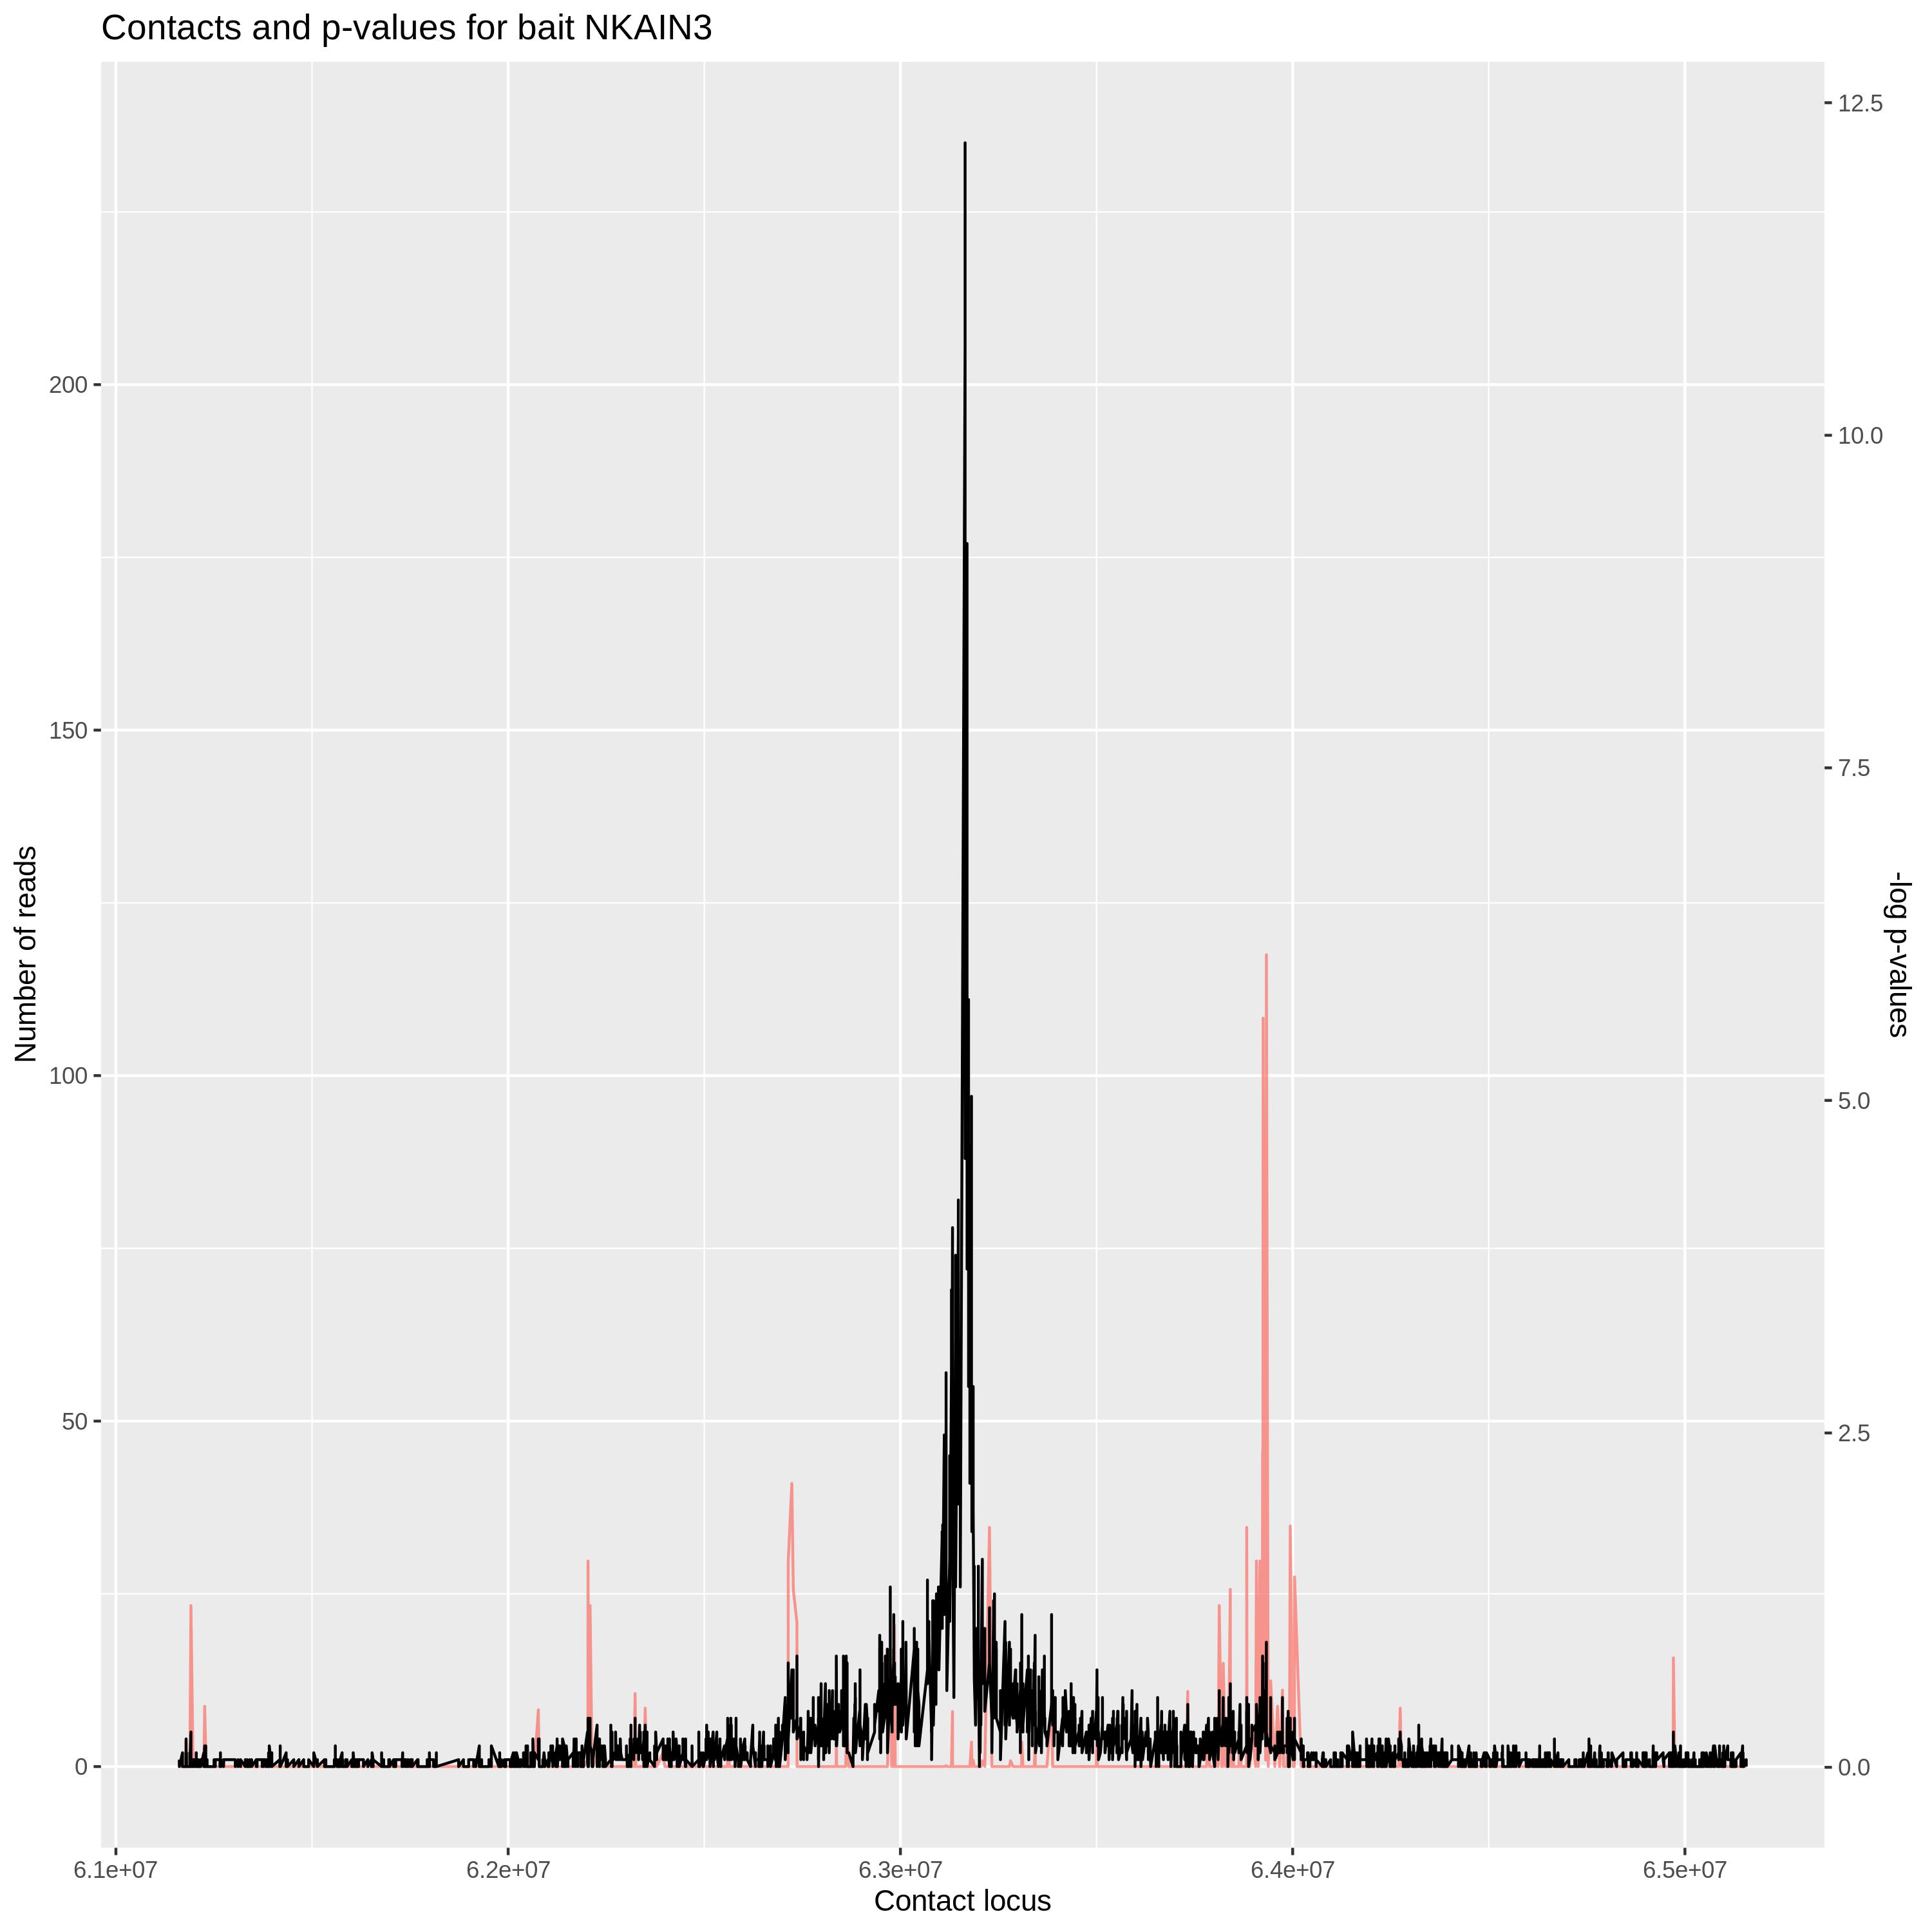 Contacts and p-values for bait NKAIN3
12.5
200
10.0
150
7.5
Number of reads
-log p-values
100
5.0
50
2.5
0
0.0
6.1e+07 6.2e+07 6.3e+07 6.4e+07 6.5e+07
Contact locus